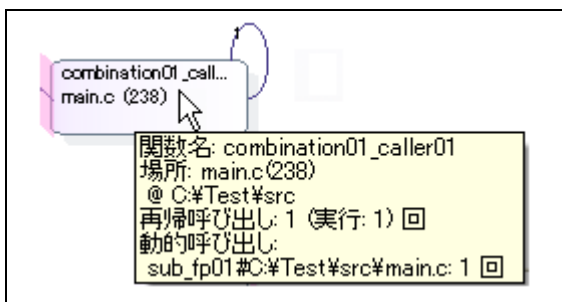 1
combination01_call...
main.c (238)
関数名: combination01_caller01
場所: main.c(238)
@ C:¥Test¥src
再帰呼び出し: 1 (実行: 1) 回
動的呼び出し:
sub_fp01#C:¥Test¥src¥main.c: 1 回